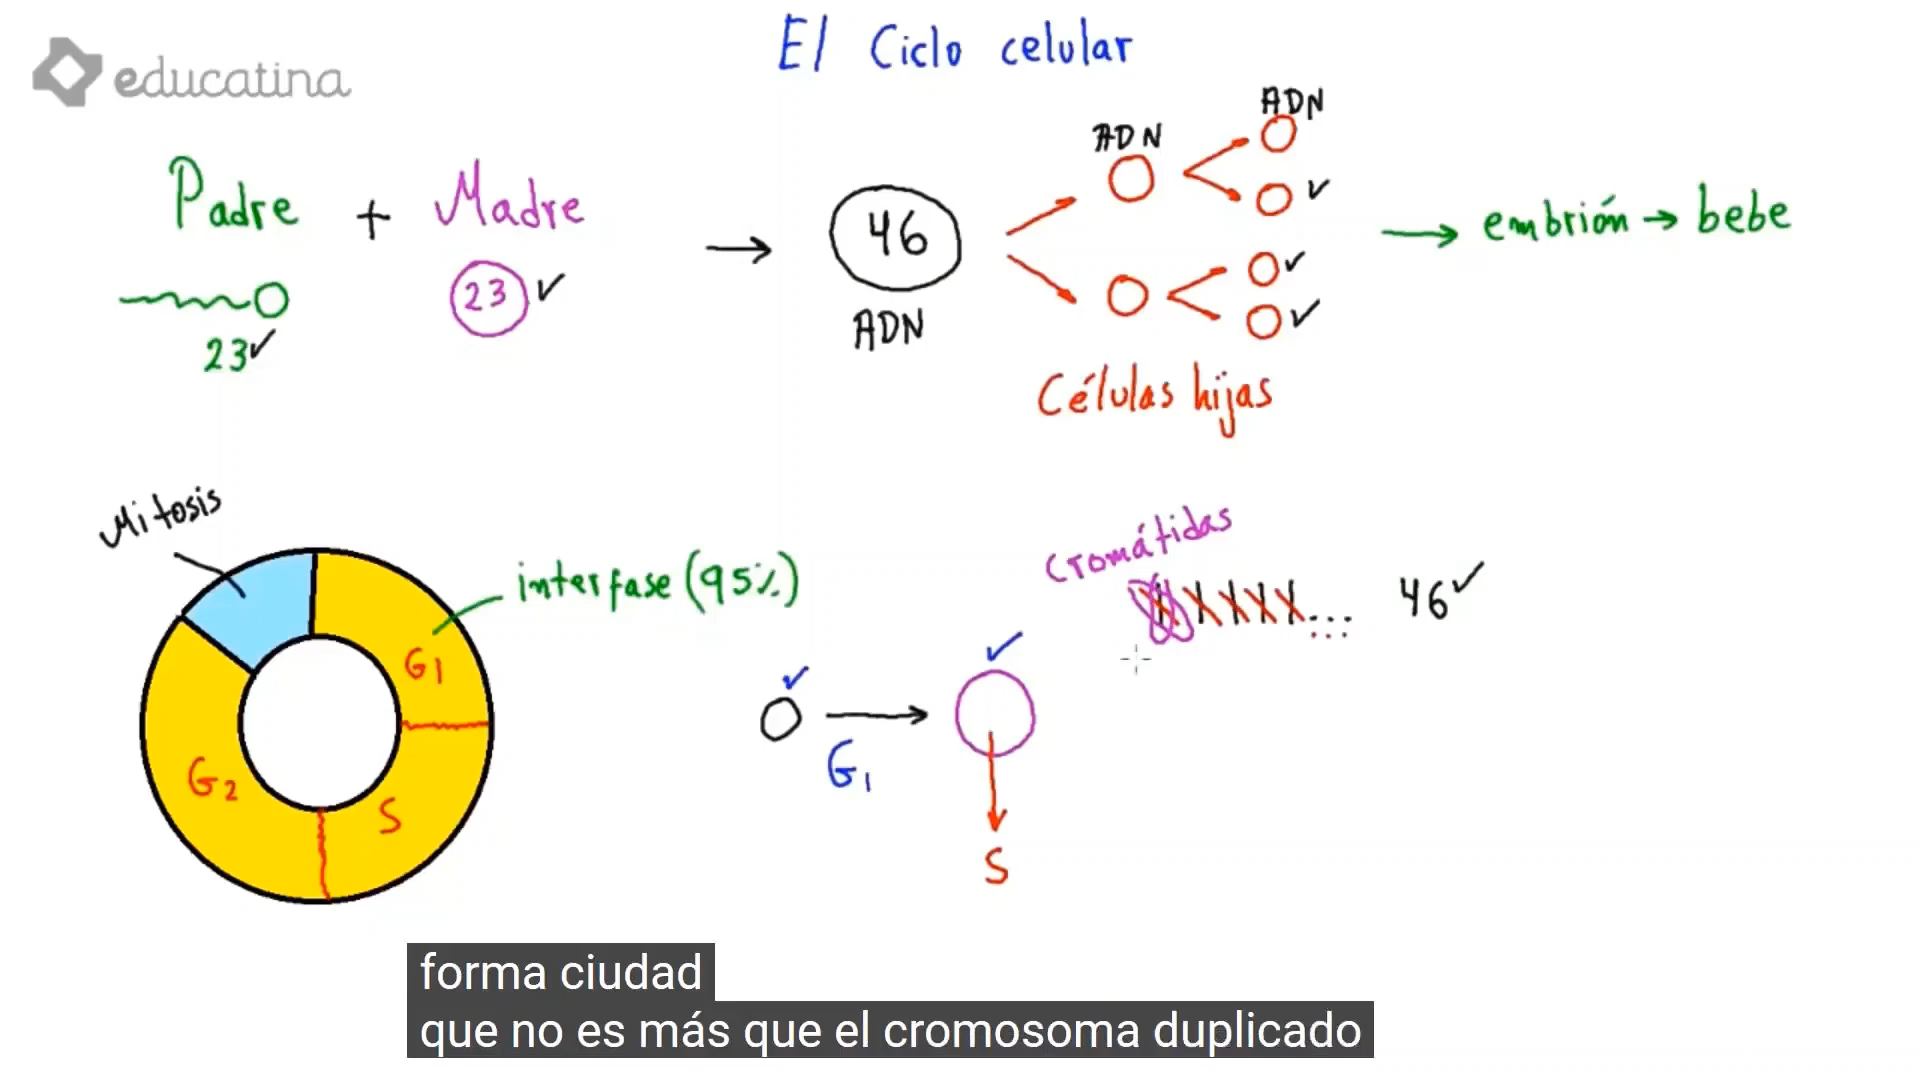 El Ciclo celular
educatina
ADN
ADN
Padre + Madre
46
embrión → bebe
23
23
ADN
Células hijas
Mitosis
interfase (95%)
cromátidas
46
G1
G2
S
G1
S
forma ciudad
que no es más que el cromosoma duplicado